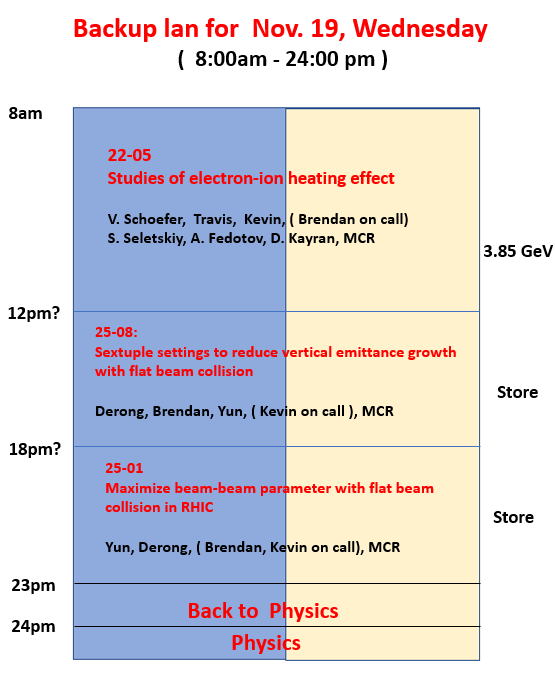 Backup lan for  Nov. 19, Wednesday
(  8:00am - 24:00 pm )
8am
22-05
Studies of electron-ion heating effect
V. Schoefer,  Travis,  Kevin, ( Brendan on call)
S. Seletskiy, A. Fedotov, D. Kayran, MCR
3.85 GeV
12pm?
25-08:
Sextuple settings to reduce vertical emittance growth
with flat beam collision
Store
Derong, Brendan, Yun, ( Kevin on call ), MCR
18pm?
25-01
Maximize beam-beam parameter with flat beam
collision in RHIC
Store
Yun, Derong, ( Brendan, Kevin on call), MCR
23pm
Back to  Physics
24pm
Physics